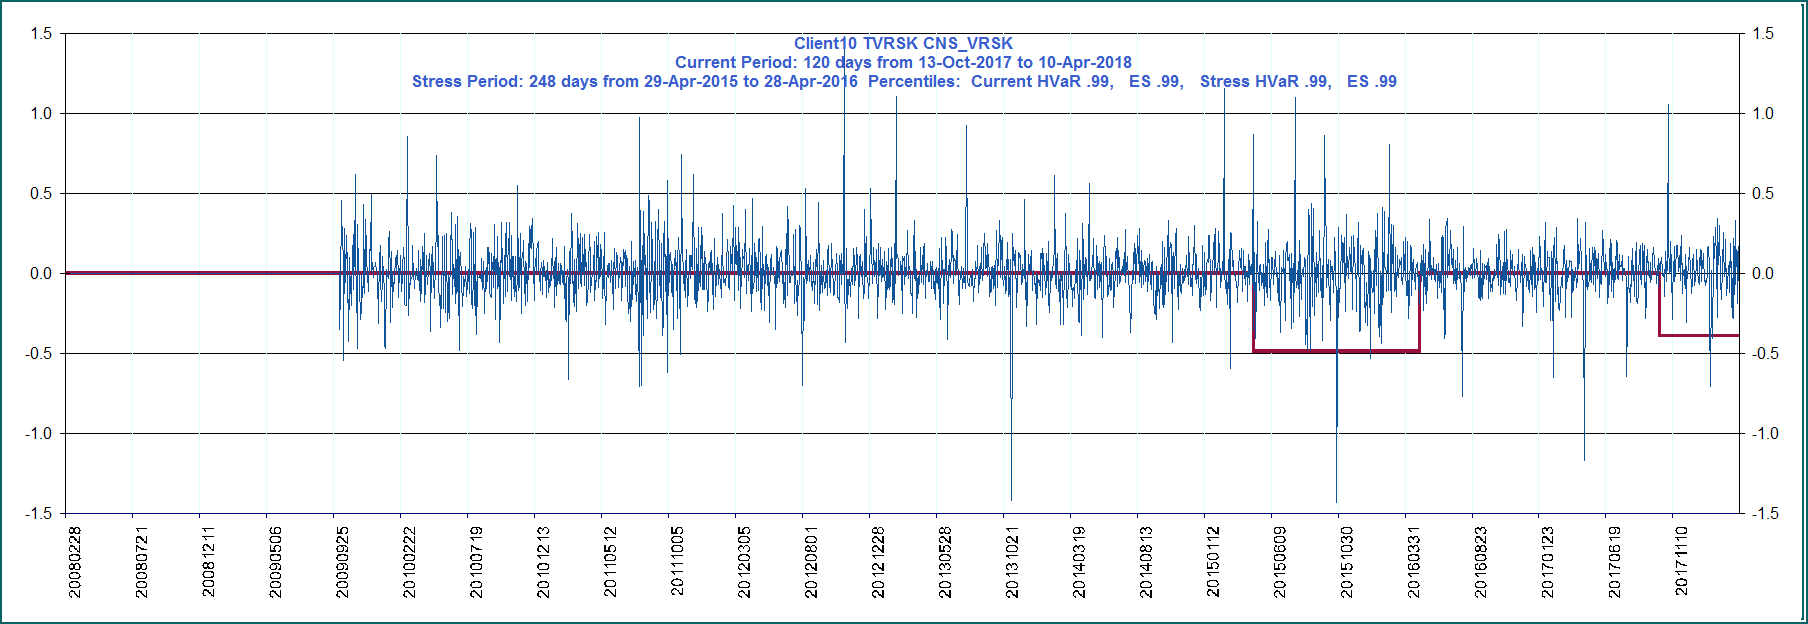 Client10 TVRSK CNS_VRSK
Current Period: 120 days from 13-Oct-2017 to 10-Apr-2018
Stress Period: 248 days from 29-Apr-2015 to 28-Apr-2016 Percentiles: Current HVaR .99, ES .99, Stress HVaR .99, ES .99
1.5 1.5
1.0 1.0
0.5 0.5
0.0 0.0
-0.5 -0.5
-1.0 -1.0
-1.5 -1.5
20080228 20080721 20081211 20090506 20090925 20100222 20100719 20101213 20110512 20111005 20120305 20120801 20121228 20130528 20131021 20140319 20140813 20150112 20150609 20151030 20160331 20160823 20170123 20170619 20171110